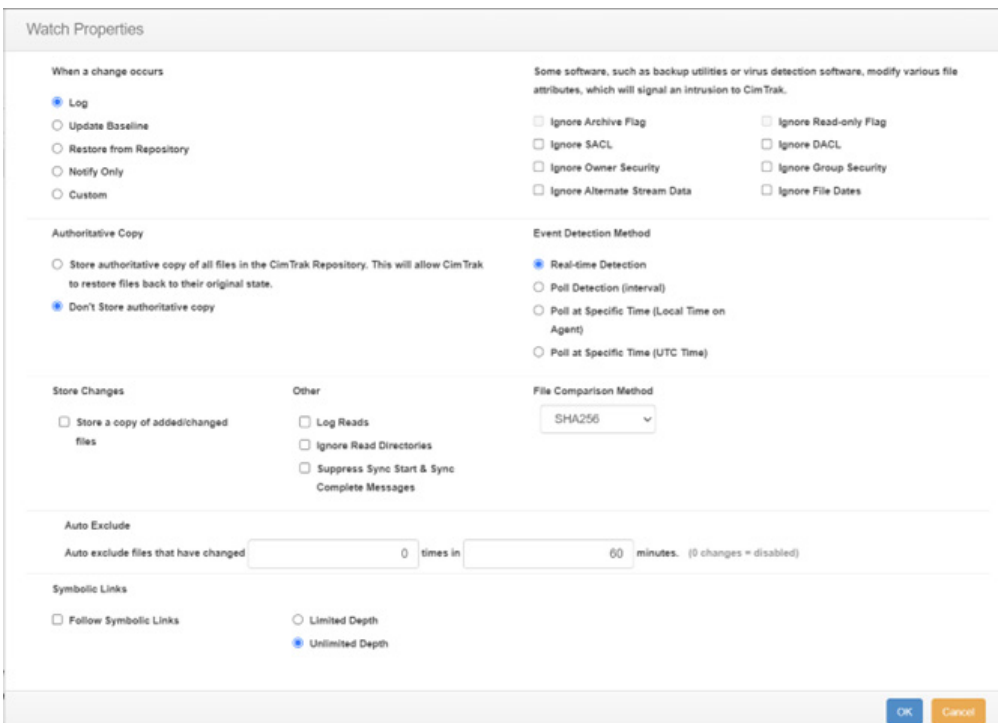 Watch Properties
When a change occurs
Log
Update Baseline
Restore from Repository
Notify Only
Custom
Some software, such as backup utilities or virus detection software, modify various file
attributes, which will signal an intrusion to CimTrak.
Ignore Archive Flag
Ignore Read-only Flag
Ignore SACL
Ignore DACL
Ignore Owner Security
Ignore Group Security
Ignore Alternate Stream Data
Ignore File Dates
Authoritative Copy
Store authoritative copy of all files in the CimTrak Repository. This will allow CimTrak
to restore files back to their original state.
Don't Store authoritative copy
Event Detection Method
Real-time Detection
Poll Detection (interval)
Poll at Specific Time (Local Time on
Agent)
Poll at Specific Time (UTC Time)
Store Changes
Store a copy of added/changed
files
Other
Log Reads
Ignore Read Directories
Suppress Sync Start & Sync
Complete Messages
File Comparison Method
SHA256
Auto Exclude
Auto exclude files that have changed 0 times in 60 minutes. (0 changes = disabled)
Symbolic Links
Follow Symbolic Links
Limited Depth
Unlimited Depth
OK
Cancel